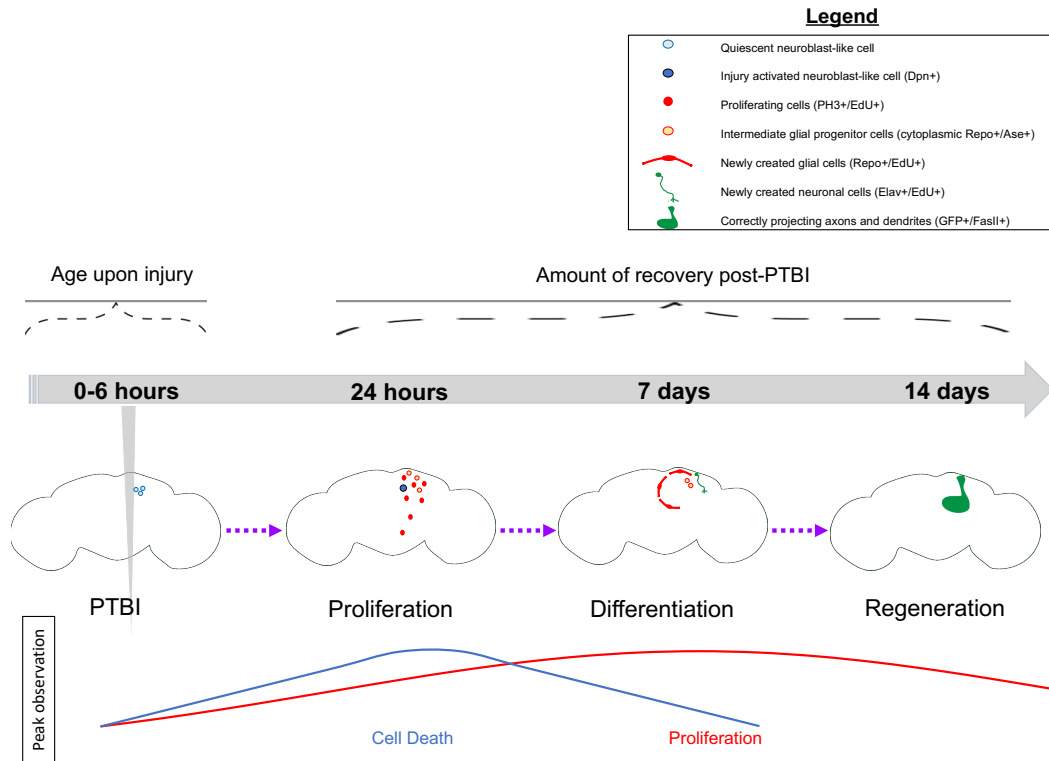 Legend
Quiescent neuroblast-like cell
Injury activated neuroblast-like cell (Dpn+)
Proliferating cells (PH3+/EdU+)
Intermediate glial progenitor cells (cytoplasmic Repo+/Ase+)
Newly created glial cells (Repo+/EdU+)
Newly created neuronal cells (Elav+/EdU+)
Correctly projecting axons and dendrites (GFP+/FasII+)
Age upon injury
Amount of recovery post-PTBI
0-6 hours
24 hours
7 days
14 days
PTBI
Proliferation
Differentiation
Regeneration
Peak observation
Cell Death
Proliferation